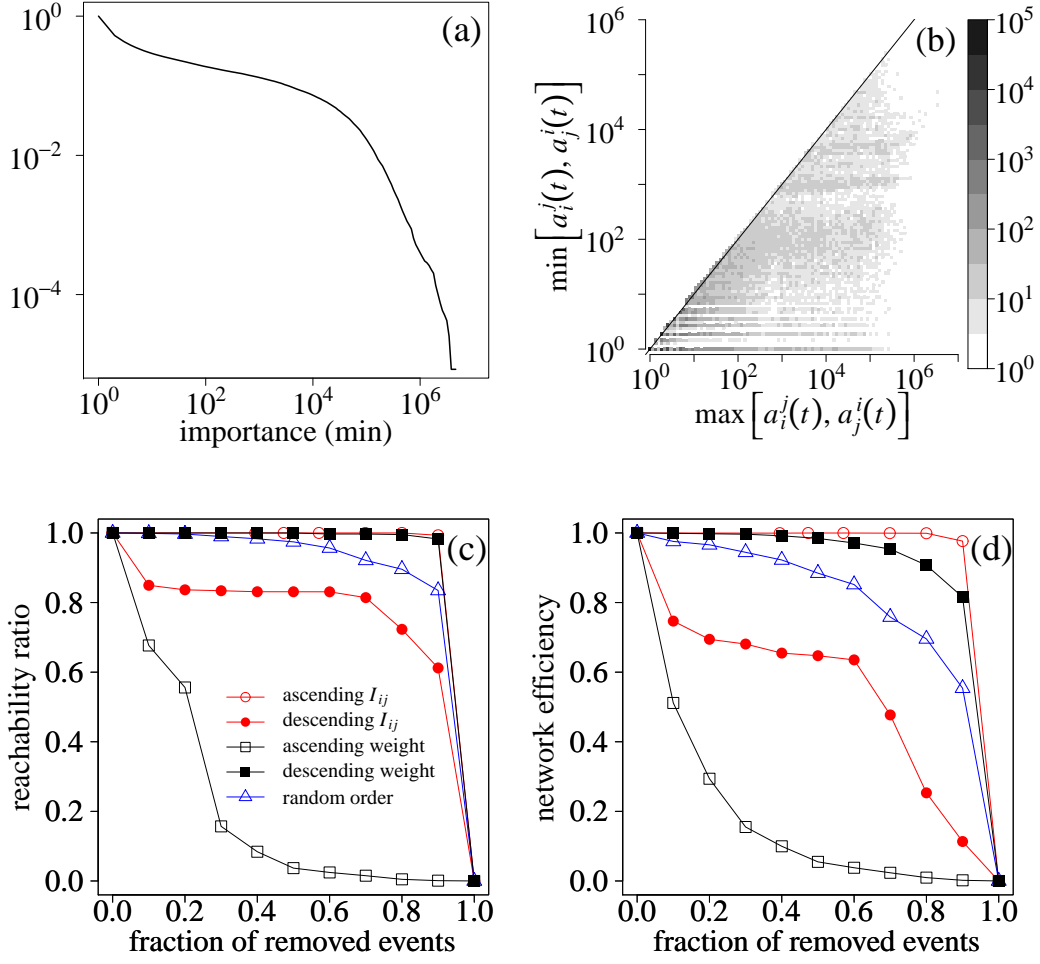 (a)
10^0
10^{-2}
10^{-4}
10^0 10^2 10^4 10^6
importance (min)
(b)
10^6
10^4
10^2
10^0
min [a_i^j(t), a_j^i(t)]
10^0 10^2 10^4 10^6
max [a_i^j(t), a_j^i(t)]
10^5
10^4
10^3
10^2
10^1
10^0
(c)
1.0
0.8
0.6
0.4
0.2
0.0
reachability ratio
ascending I_{ij}
descending I_{ij}
ascending weight
descending weight
random order
0.0 0.2 0.4 0.6 0.8 1.0
fraction of removed events
(d)
1.0
0.8
0.6
0.4
0.2
0.0
network efficiency
0.0 0.2 0.4 0.6 0.8 1.0
fraction of removed events